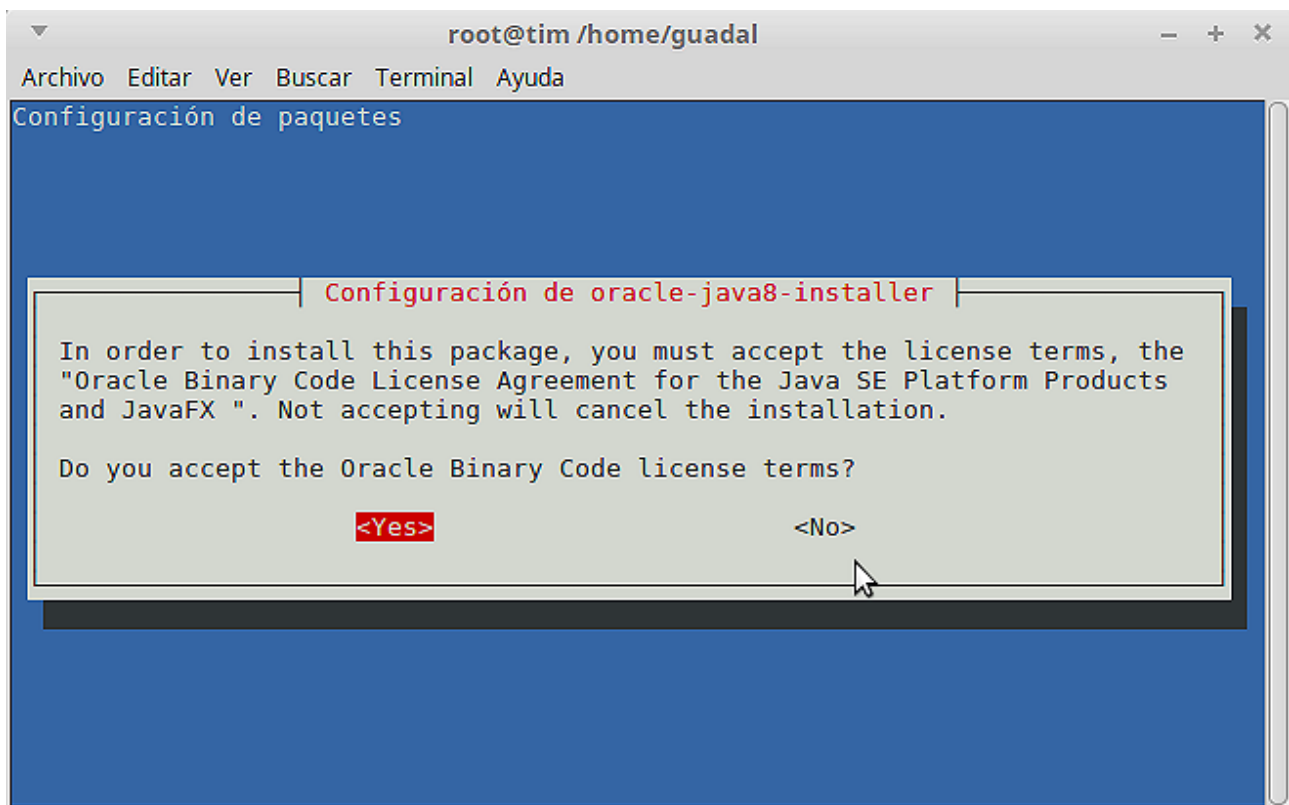 root@tim /home/guadal
Archivo Editar Ver Buscar Terminal Ayuda
Configuración de paquetes
Configuración de oracle-java8-installer
In order to install this package, you must accept the license terms, the
"Oracle Binary Code License Agreement for the Java SE Platform Products
and JavaFX ". Not accepting will cancel the installation.
Do you accept the Oracle Binary Code license terms?
<Yes> <No>